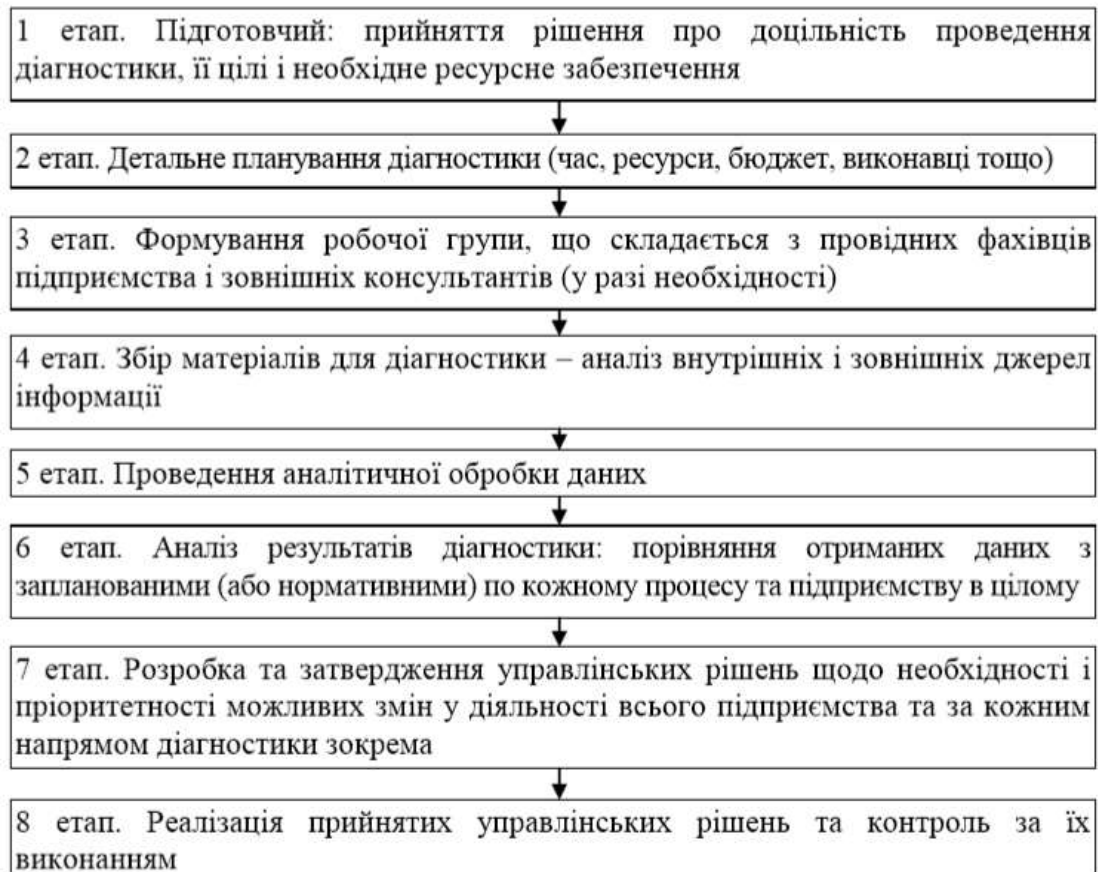 1 етап. Підготовчий: прийняття рішення про доцільність проведення
діагностики, її цілі і необхідне ресурсне забезпечення
2 етап. Детальне планування діагностики (час, ресурси, бюджет, виконавці тощо)
3 етап. Формування робочої групи, що складається з провідних фахівців
підприємства і зовнішніх консультантів (у разі необхідності)
4 етап. Збір матеріалів для діагностики – аналіз внутрішніх і зовнішніх джерел
інформації
5 етап. Проведення аналітичної обробки даних
6 етап. Аналіз результатів діагностики: порівняння отриманих даних з
запланованими (або нормативними) по кожному процесу та підприємству в цілому
7 етап. Розробка та затвердження управлінських рішень щодо необхідності і
пріоритетності можливих змін у діяльності всього підприємства та за кожним
напрямом діагностики зокрема
8 етап. Реалізація прийнятих управлінських рішень та контроль за їх
виконанням